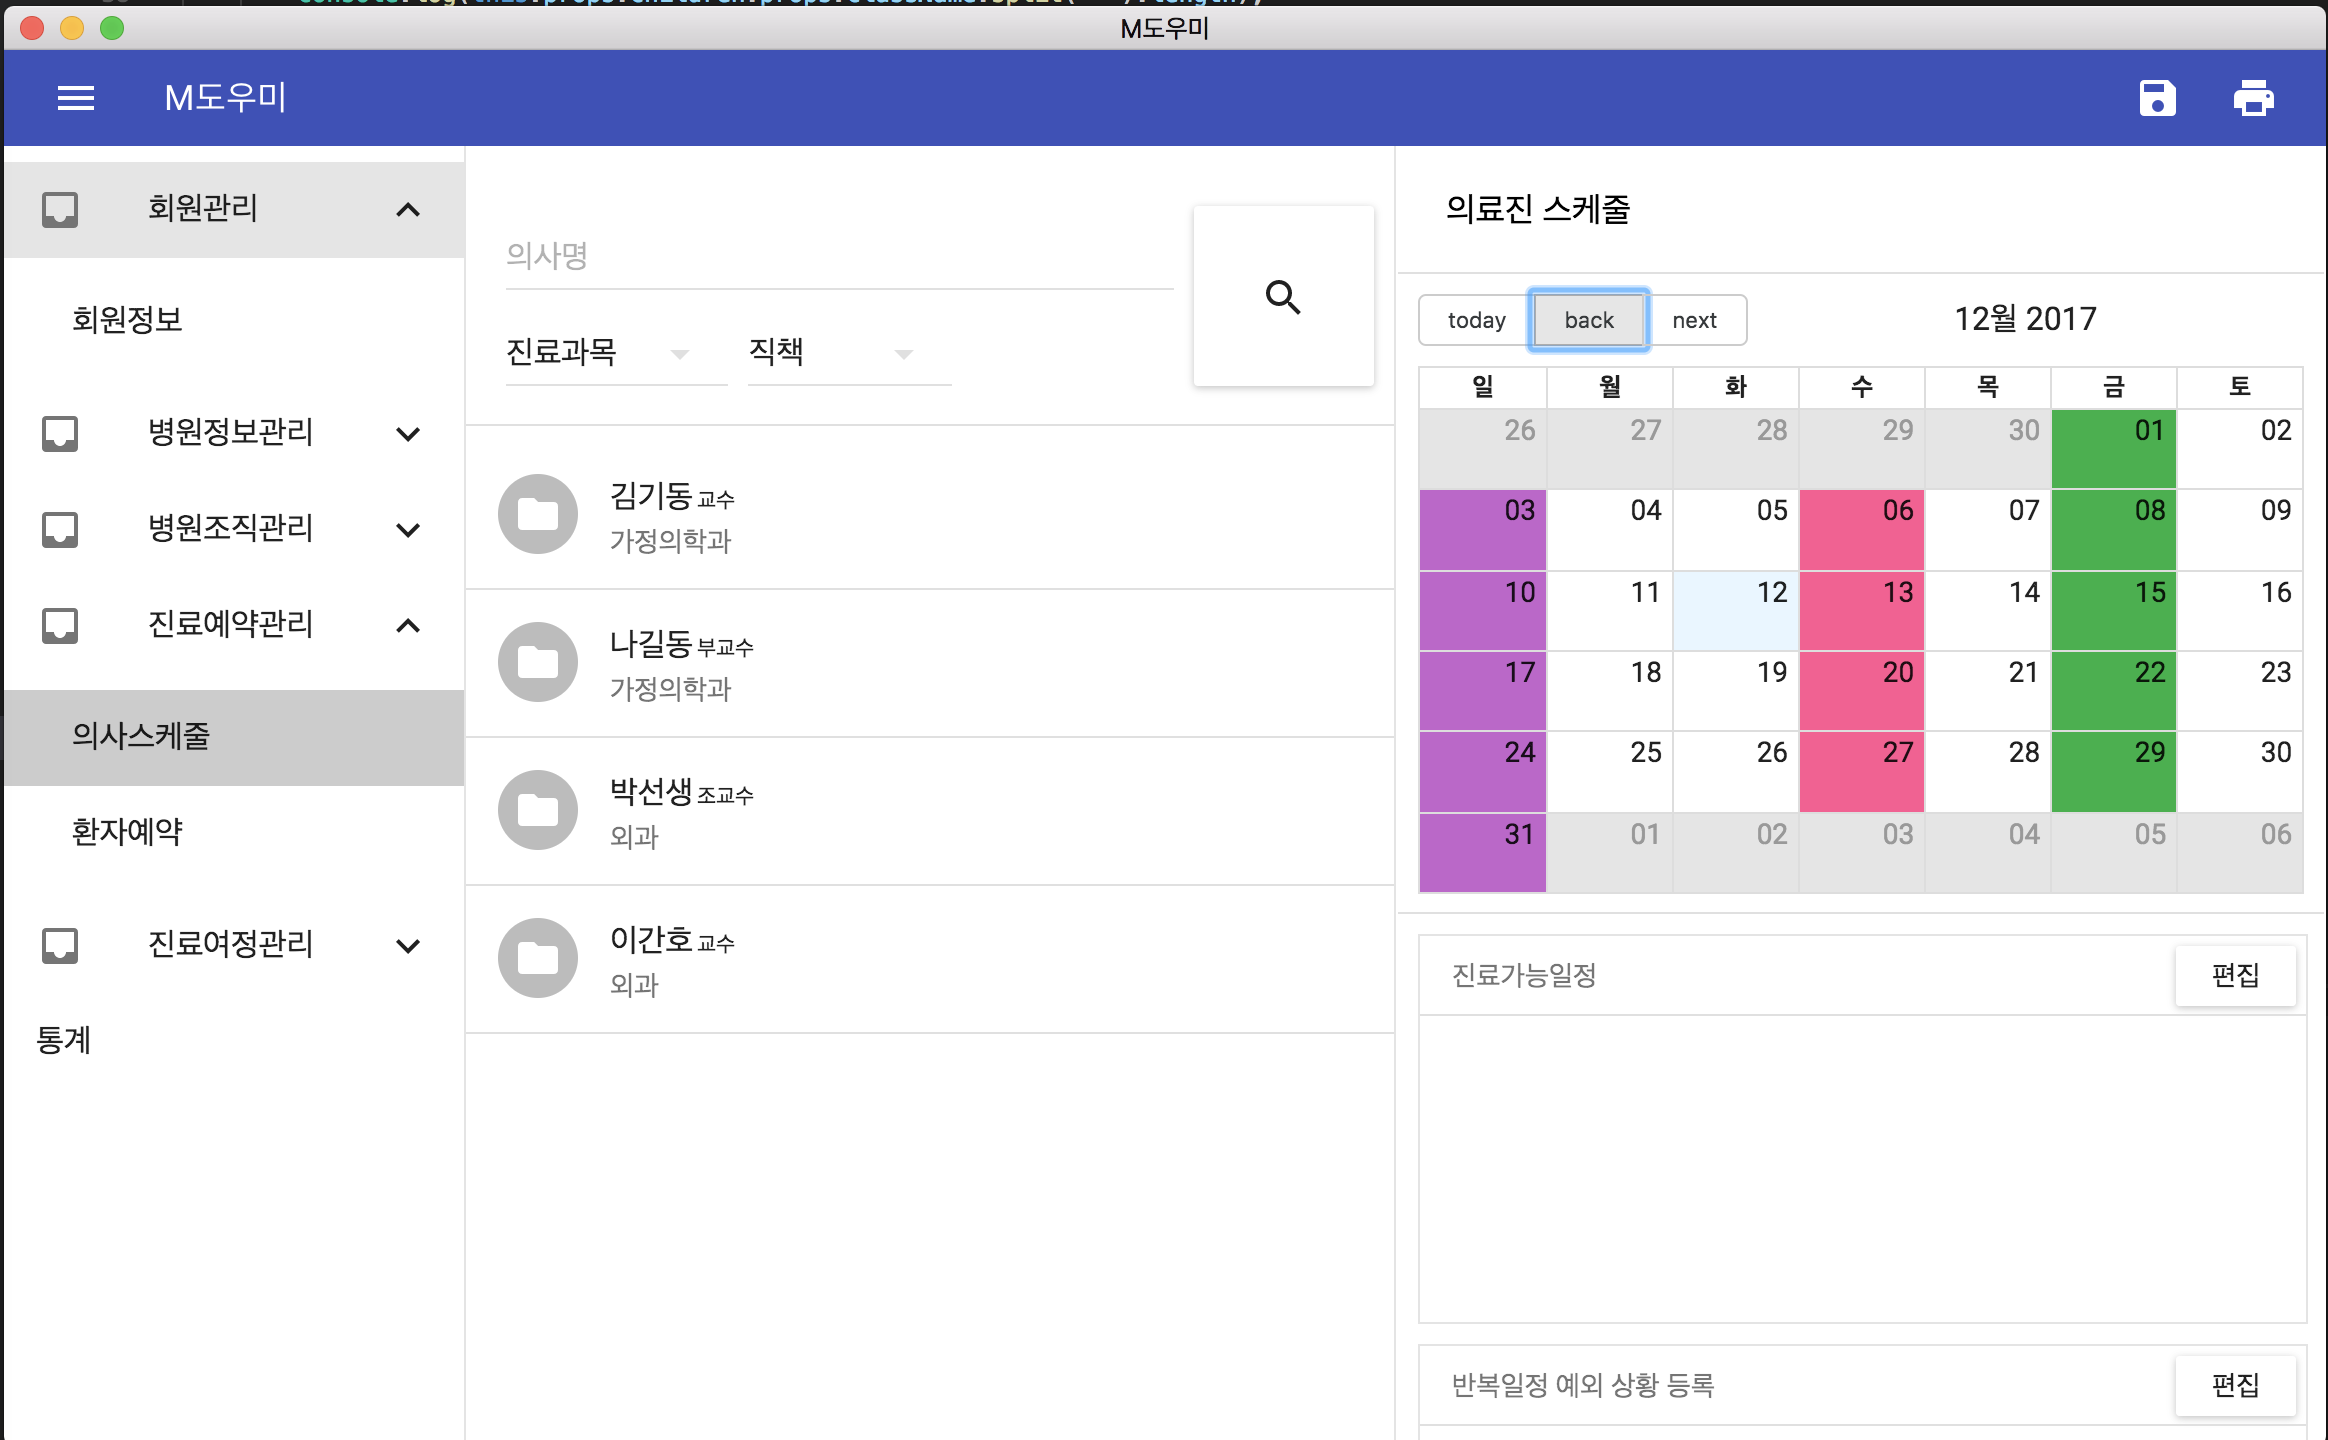 M도우미
M도우미
회원관리
회원정보
병원정보관리
병원조직관리
진료예약관리
의사스케줄
환자예약
진료여정관리
통계
의사명
진료과목 직책
김기동 교수
가정의학과
나길동 부교수
가정의학과
박선생 조교수
외과
이간호 교수
외과
의료진 스케줄
today back next 12월 2017
일 월 화 수 목 금 토
26 27 28 29 30 01 02
03 04 05 06 07 08 09
10 11 12 13 14 15 16
17 18 19 20 21 22 23
24 25 26 27 28 29 30
31 01 02 03 04 05 06
진료가능일정 편집
반복일정 예외 상황 등록 편집